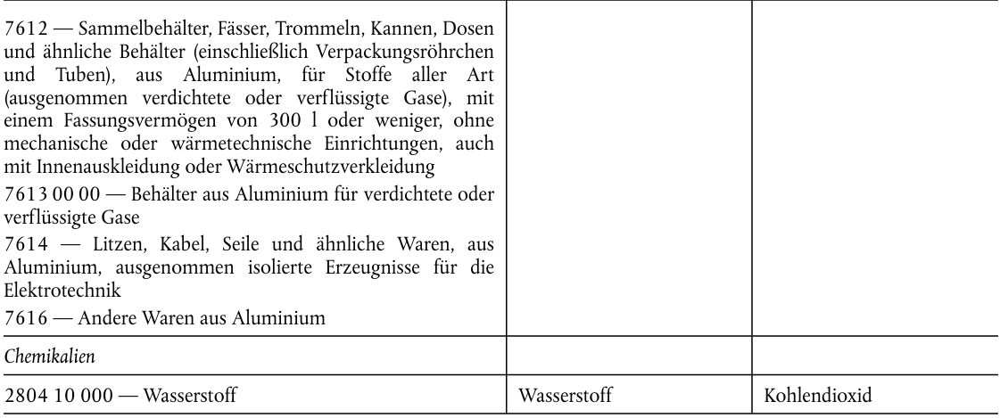 7612 — Sammelbehälter, Fässer, Trommeln, Kannen, Dosen
und ähnliche Behälter (einschließlich Verpackungsröhrchen
und Tuben), aus Aluminium, für Stoffe aller Art
(ausgenommen verdichtete oder verflüssigte Gase), mit
einem Fassungsvermögen von 300 l oder weniger, ohne
mechanische oder wärmetechnische Einrichtungen, auch
mit Innenauskleidung oder Wärmeschutzverkleidung
7613 00 00 — Behälter aus Aluminium für verdichtete oder
verflüssigte Gase
7614 — Litzen, Kabel, Seile und ähnliche Waren, aus
Aluminium, ausgenommen isolierte Erzeugnisse für die
Elektrotechnik
7616 — Andere Waren aus Aluminium
Chemikalien
2804 10 000 — Wasserstoff Wasserstoff Kohlendioxid